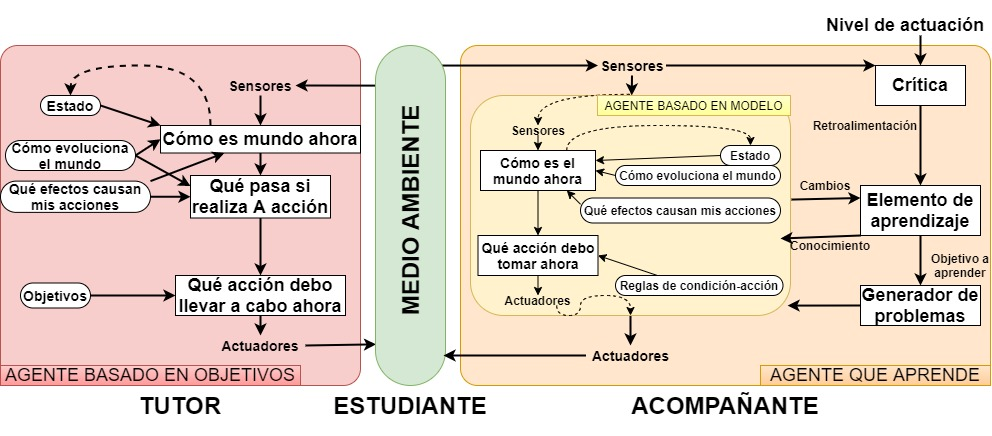 Nivel de actuación
Sensores
Estado
Cómo es mundo ahora
Cómo evoluciona
el mundo
Qué efectos causan
mis acciones
Qué pasa si
realiza A acción
Objetivos
Qué acción debo
llevar a cabo ahora
Actuadores
AGENTE BASADO EN OBJETIVOS
TUTOR
MEDIO AMBIENTE
ESTUDIANTE
Sensores
Crítica
AGENTE BASADO EN MODELO
Sensores
Cómo es el
mundo ahora
Estado
Cómo evoluciona el mundo
Qué efectos causan mis acciones
Qué acción debo
tomar ahora
Reglas de condición-acción
Actuadores
Retroalimentación
Cambios
Elemento de
aprendizaje
Conocimiento
Objetivo a
aprender
Generador de
problemas
Actuadores
AGENTE QUE APRENDE
ACOMPAÑANTE